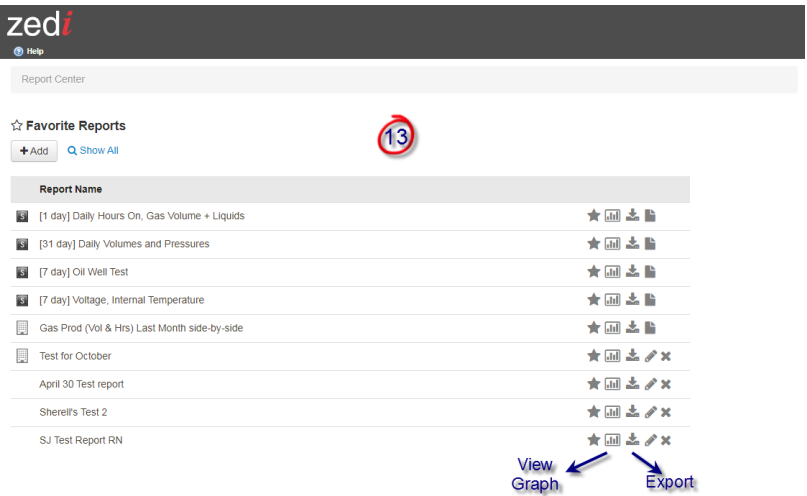 zedi
Help
Report Center
Favorite Reports
13
+ Add
Show All
Report Name
S [1 day] Daily Hours On, Gas Volume + Liquids
S [31 day] Daily Volumes and Pressures
S [7 day] Oil Well Test
S [7 day] Voltage, Internal Temperature
Gas Prod (Vol & Hrs) Last Month side-by-side
Test for October
April 30 Test report
Sherell's Test 2
SJ Test Report RN
View
Graph
Export